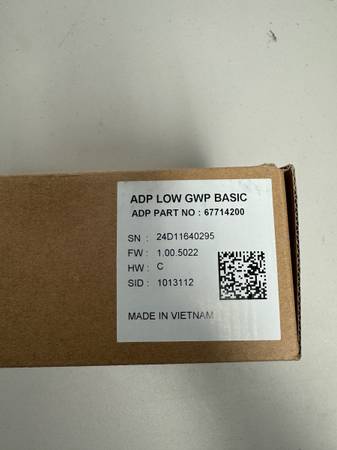 ADP LOW GWP BASIC
ADP PART NO : 67714200
SN : 24D11640295
FW : 1.00.5022
HW : C
SID : 1013112
MADE IN VIETNAM